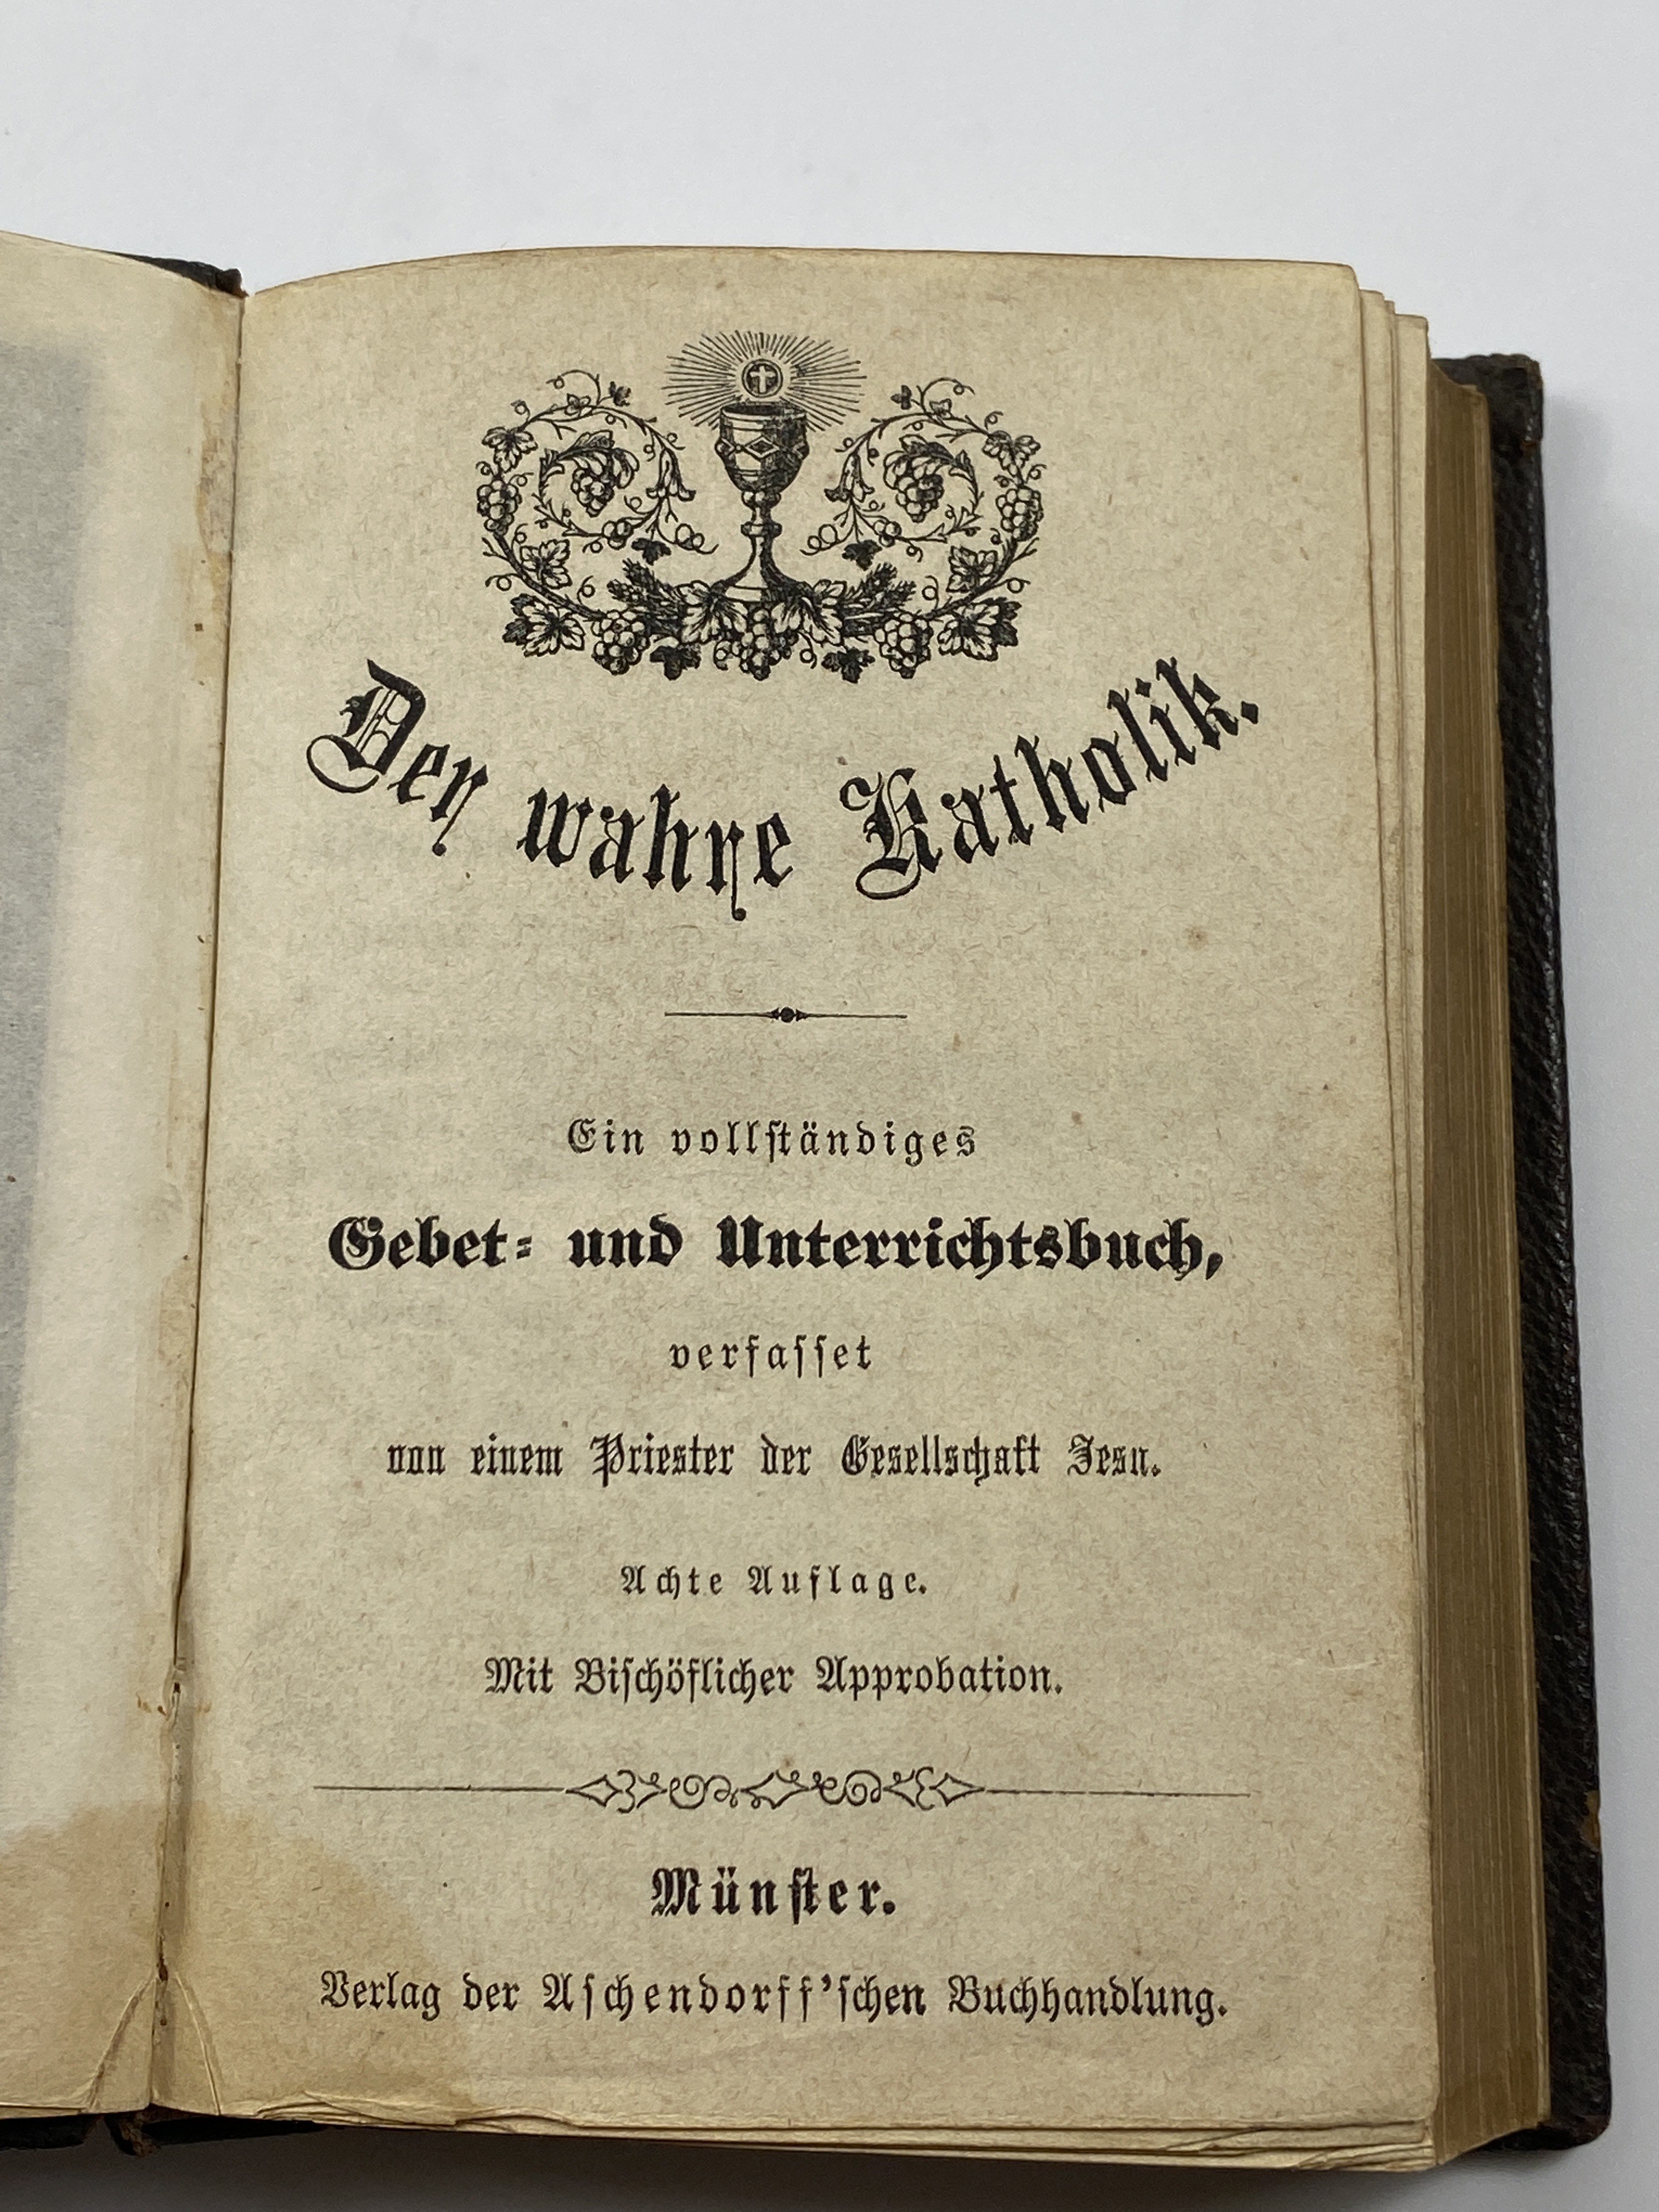 Der wahre Katholik.
Ein vollständiges
Gebet- und Unterrichtsbuch,
verfasset
von einem Priester der Gesellschaft Jesu.
Achte Auflage.
Mit Bischöflicher Approbation.
Münster.
Verlag der Aschendorff'schen Buchhandlung.